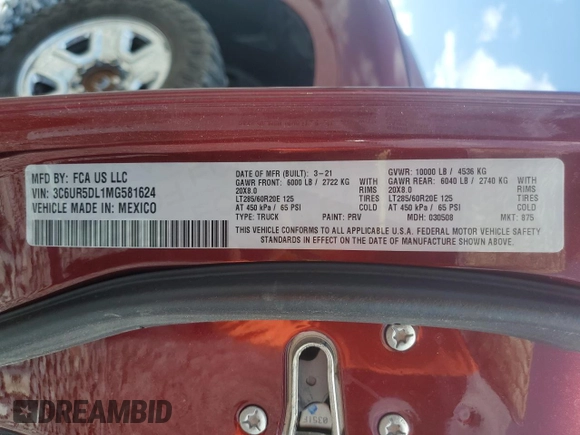 MFD BY: FCA US LLC
VIN: 3C6UR5DL1MG581624
VEHICLE MADE IN: MEXICO
DATE OF MFR (BUILT): 3-21
GAWR FRONT: 6000 LB / 2722 KG
20X8.0
LT285/60R20E 125 TIRES
AT 450 kPa / 65 PSI COLD:
TYPE: TRUCK PAINT: PRV
GVWR: 10000 LB / 4536 KG
GAWR REAR: 6040 LB / 2740 KG
20X8.0
LT285/60R20E 125 TIRES
AT 450 kPa / 65 PSI COLD:
MDH: 030508 MKT: 875
THIS VEHICLE CONFORMS TO ALL APPLICABLE U.S.A. FEDERAL MOTOR VEHICLE SAFETY
STANDARDS IN EFFECT ON THE DATE OF MANUFACTURE SHOWN ABOVE.
DREAMBID